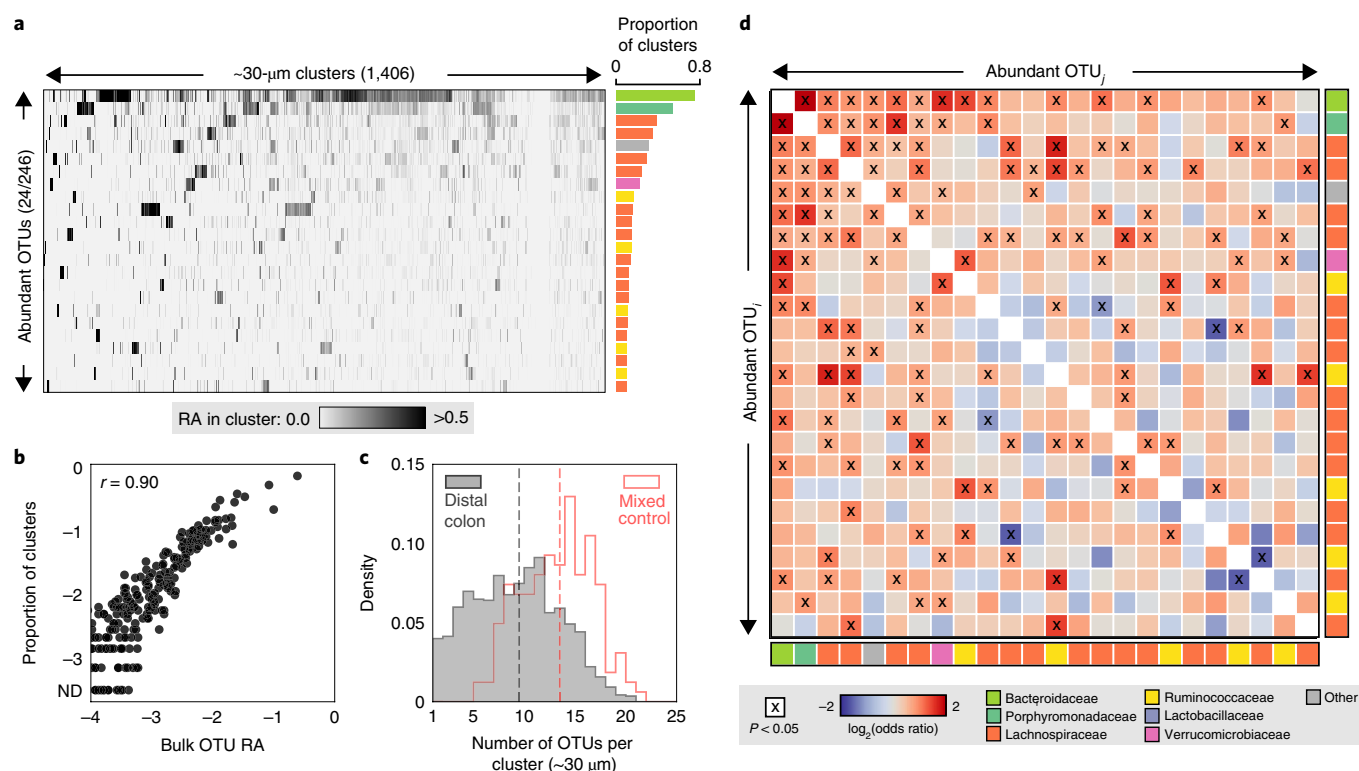 a
Proportion
of clusters
~30-μm clusters (1,406)
0 0.8
Abundant OTUs (24/246)
RA in cluster: 0.0 >0.5
b
r = 0.90
0
−1
−2
−3
ND
Proportion of clusters
−4 −3 −2 −1 0
Bulk OTU RA
c
0.15
0.10
0.05
0
Density
Distal
colon
Mixed
control
1 5 10 15 20 25
Number of OTUs per
cluster (~30 μm)
d
Abundant OTUj
Abundant OTUi
X X X X X X X X X X X X X
X X X X X X X X X
X X X X X X X X X X X X
X X X X X X X X X X X
X X X X X X X
X X X X X X X
X X X X X X X X X X X X
X X X X X X
X X X X
X X X X X X
X X X X X X
X X
X X X X X X X X
X X X
X X X X X
X X X X X X X
X X X X X
X X X X
X
X X X X
X X X X
X X X X X
X X X
X X
X
P < 0.05
−2 2
log2(odds ratio)
Bacteroidaceae
Porphyromonadaceae
Lachnospiraceae
Ruminococcaceae
Lactobacillaceae
Verrucomicrobiaceae
Other